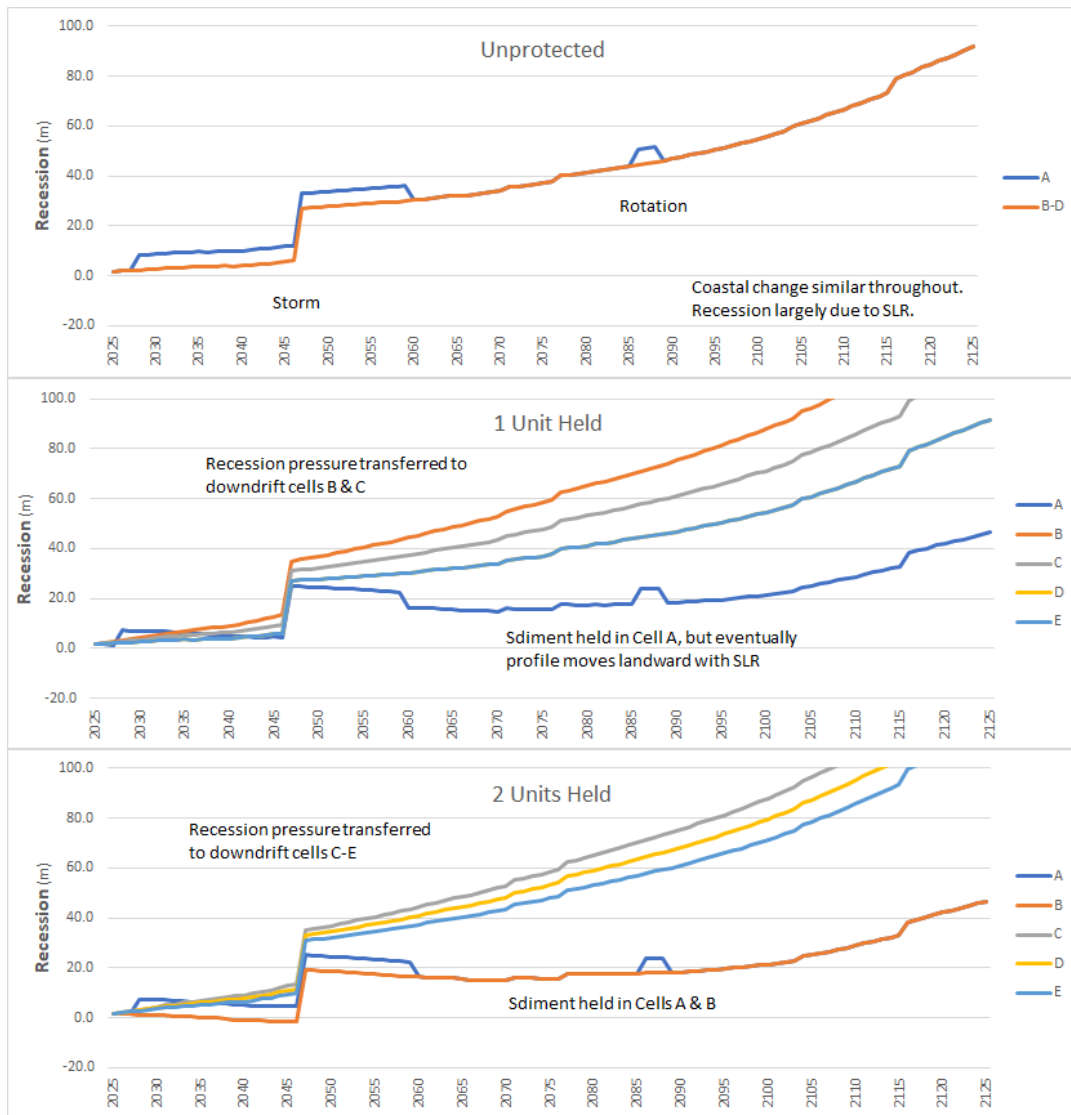 Unprotected
100.0
80.0
60.0
40.0
20.0
0.0
-20.0
Recession (m)
Storm
Rotation
Coastal change similar throughout.
Recession largely due to SLR.
A
B-D
2025
2030
2035
2040
2045
2050
2055
2060
2065
2070
2075
2080
2085
2090
2095
2100
2105
2110
2115
2120
2125
1 Unit Held
100.0
80.0
60.0
40.0
20.0
0.0
-20.0
Recession (m)
Recession pressure transferred to
downdrift cells B & C
Sdiment held in Cell A, but eventually
profile moves landward with SLR
A
B
C
D
E
2025
2030
2035
2040
2045
2050
2055
2060
2065
2070
2075
2080
2085
2090
2095
2100
2105
2110
2115
2120
2125
2 Units Held
100.0
80.0
60.0
40.0
20.0
0.0
-20.0
Recession (m)
Recession pressure transferred
to downdrift cells C-E
Sdiment held in Cells A & B
A
B
C
D
E
2025
2030
2035
2040
2045
2050
2055
2060
2065
2070
2075
2080
2085
2090
2095
2100
2105
2110
2115
2120
2125